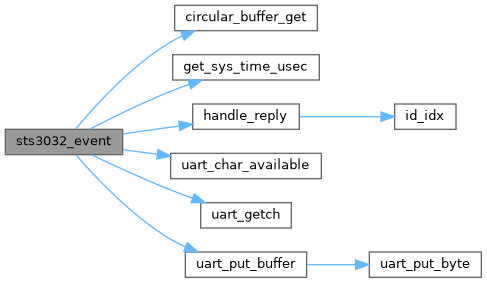 circular_buffer_get
get_sys_time_usec
handle_reply
id_idx
sts3032_event
uart_char_available
uart_getch
uart_put_buffer
uart_put_byte